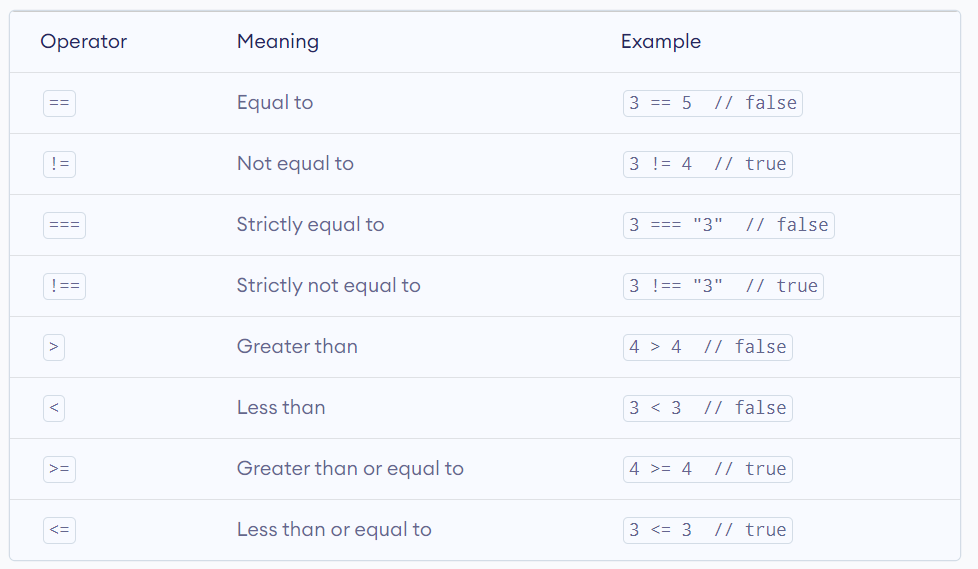 Operator Meaning Example
== Equal to 3 == 5 // false
!= Not equal to 3 != 4 // true
=== Strictly equal to 3 === "3" // false
!== Strictly not equal to 3 !== "3" // true
> Greater than 4 > 4 // false
< Less than 3 < 3 // false
>= Greater than or equal to 4 >= 4 // true
<= Less than or equal to 3 <= 3 // true